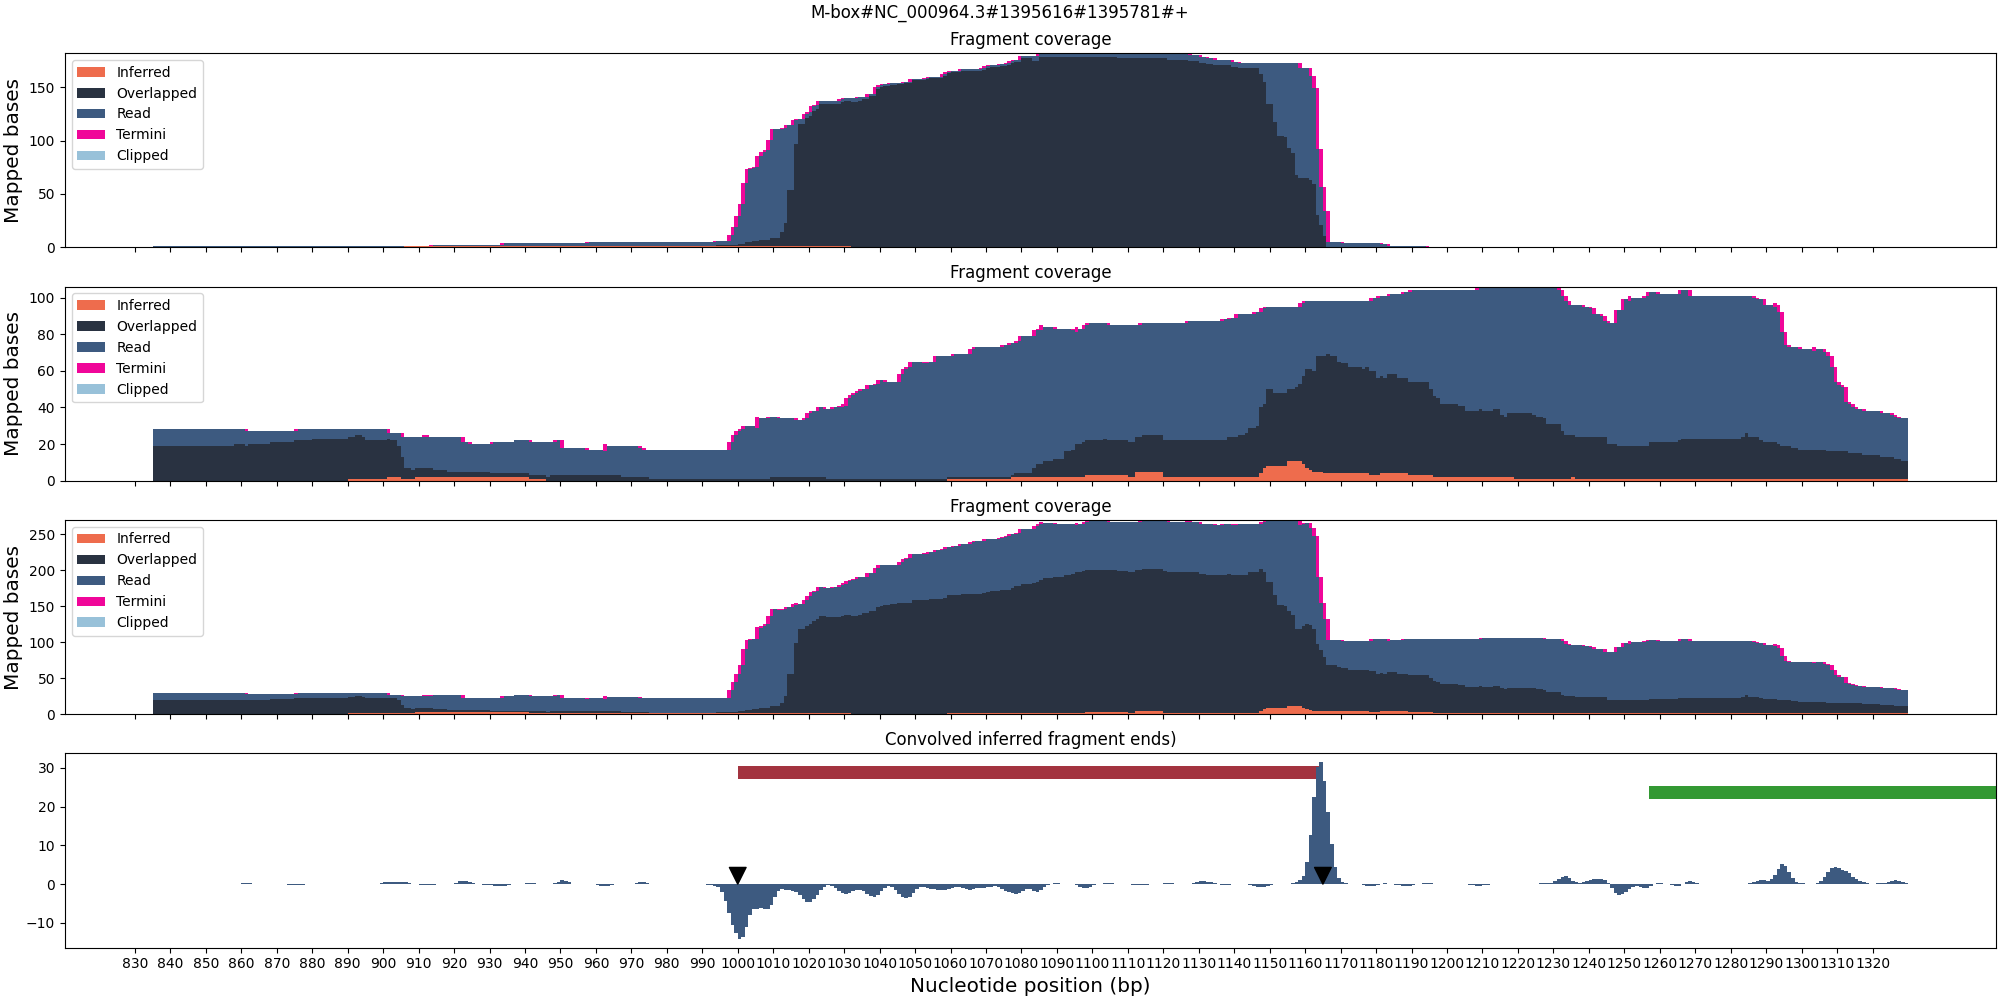 M-box#NC_000964.3#1395616#1395781#+
Fragment coverage
Mapped bases
150
100
50
0
Inferred
Overlapped
Read
Termini
Clipped
Fragment coverage
Mapped bases
100
80
60
40
20
0
Inferred
Overlapped
Read
Termini
Clipped
Fragment coverage
Mapped bases
250
200
150
100
50
0
Inferred
Overlapped
Read
Termini
Clipped
Convolved inferred fragment ends)
30
20
10
0
−10
830 840 850 860 870 880 890 900 910 920 930 940 950 960 970 980 990 1000 1010 1020 1030 1040 1050 1060 1070 1080 1090 1100 1110 1120 1130 1140 1150 1160 1170 1180 1190 1200 1210 1220 1230 1240 1250 1260 1270 1280 1290 1300 1310 1320
Nucleotide position (bp)